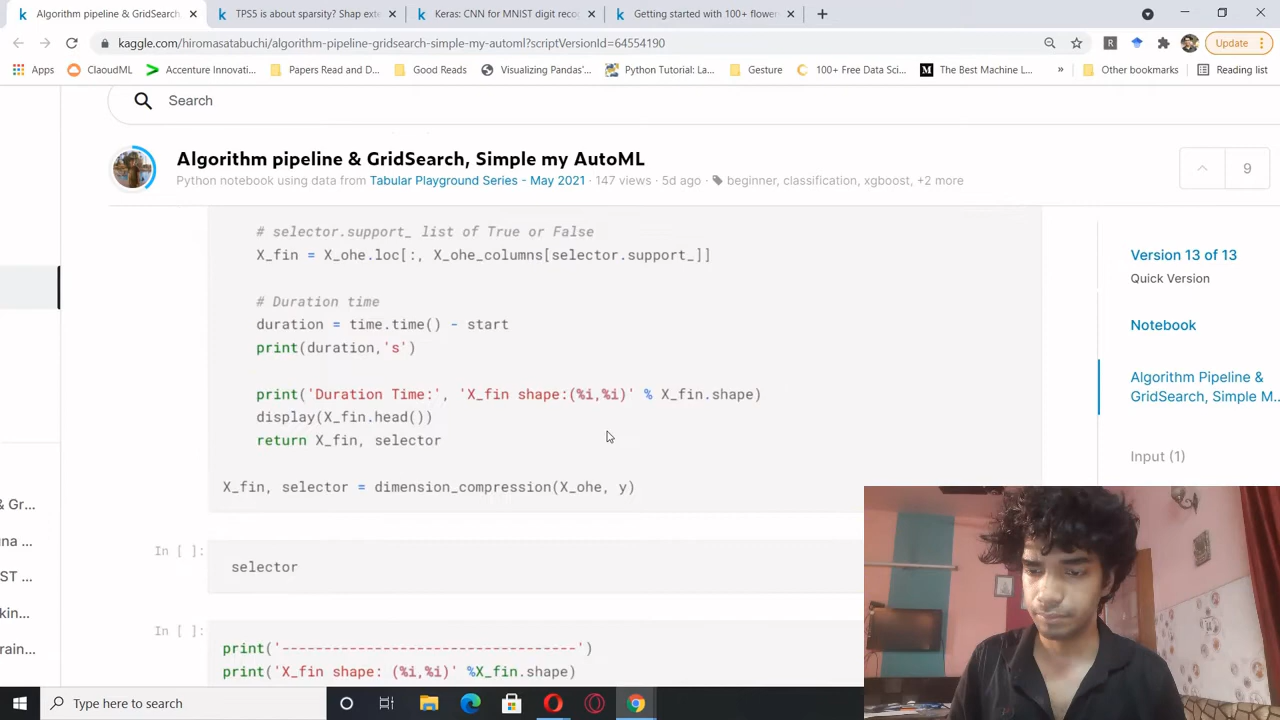 Algorithm pipeline & GridSearch,
TPS5 is about sparsity? Shap ext
Keras: CNN for MNIST digit reco
Getting started with 100+ flower
kaggle.com/hiromasatabuchi/algorithm-pipeline-gridsearch-simple-my-automl?scriptVersionId=64554190
Update
Apps
ClaoudML
Accenture Innovati...
Papers Read and D...
Good Reads
Visualizing Pandas'...
Python Tutorial: La...
Gesture
100+ Free Data Sci...
The Best Machine L...
»
Other bookmarks
Reading list
Search
Algorithm pipeline & GridSearch, Simple my AutoML
Python notebook using data from Tabular Playground Series - May 2021 · 147 views · 5d ago · beginner, classification, xgboost, +2 more
9
# selector.support_ list of True or False
X_fin = X_ohe.loc[:, X_ohe_columns[selector.support_]]
# Duration time
duration = time.time() - start
print(duration,'s')
print('Duration Time:', 'X_fin shape:(%i,%i)' % X_fin.shape)
display(X_fin.head())
return X_fin, selector
X_fin, selector = dimension_compression(X_ohe, y)
In [ ]:
selector
In [ ]:
print('-----------------------------------')
print('X_fin shape: (%i,%i)' %X_fin.shape)
Version 13 of 13
Quick Version
Notebook
Algorithm Pipeline &
GridSearch, Simple M...
Input (1)
& Gr...
una ...
ST ...
kin...
rain...
Type here to search